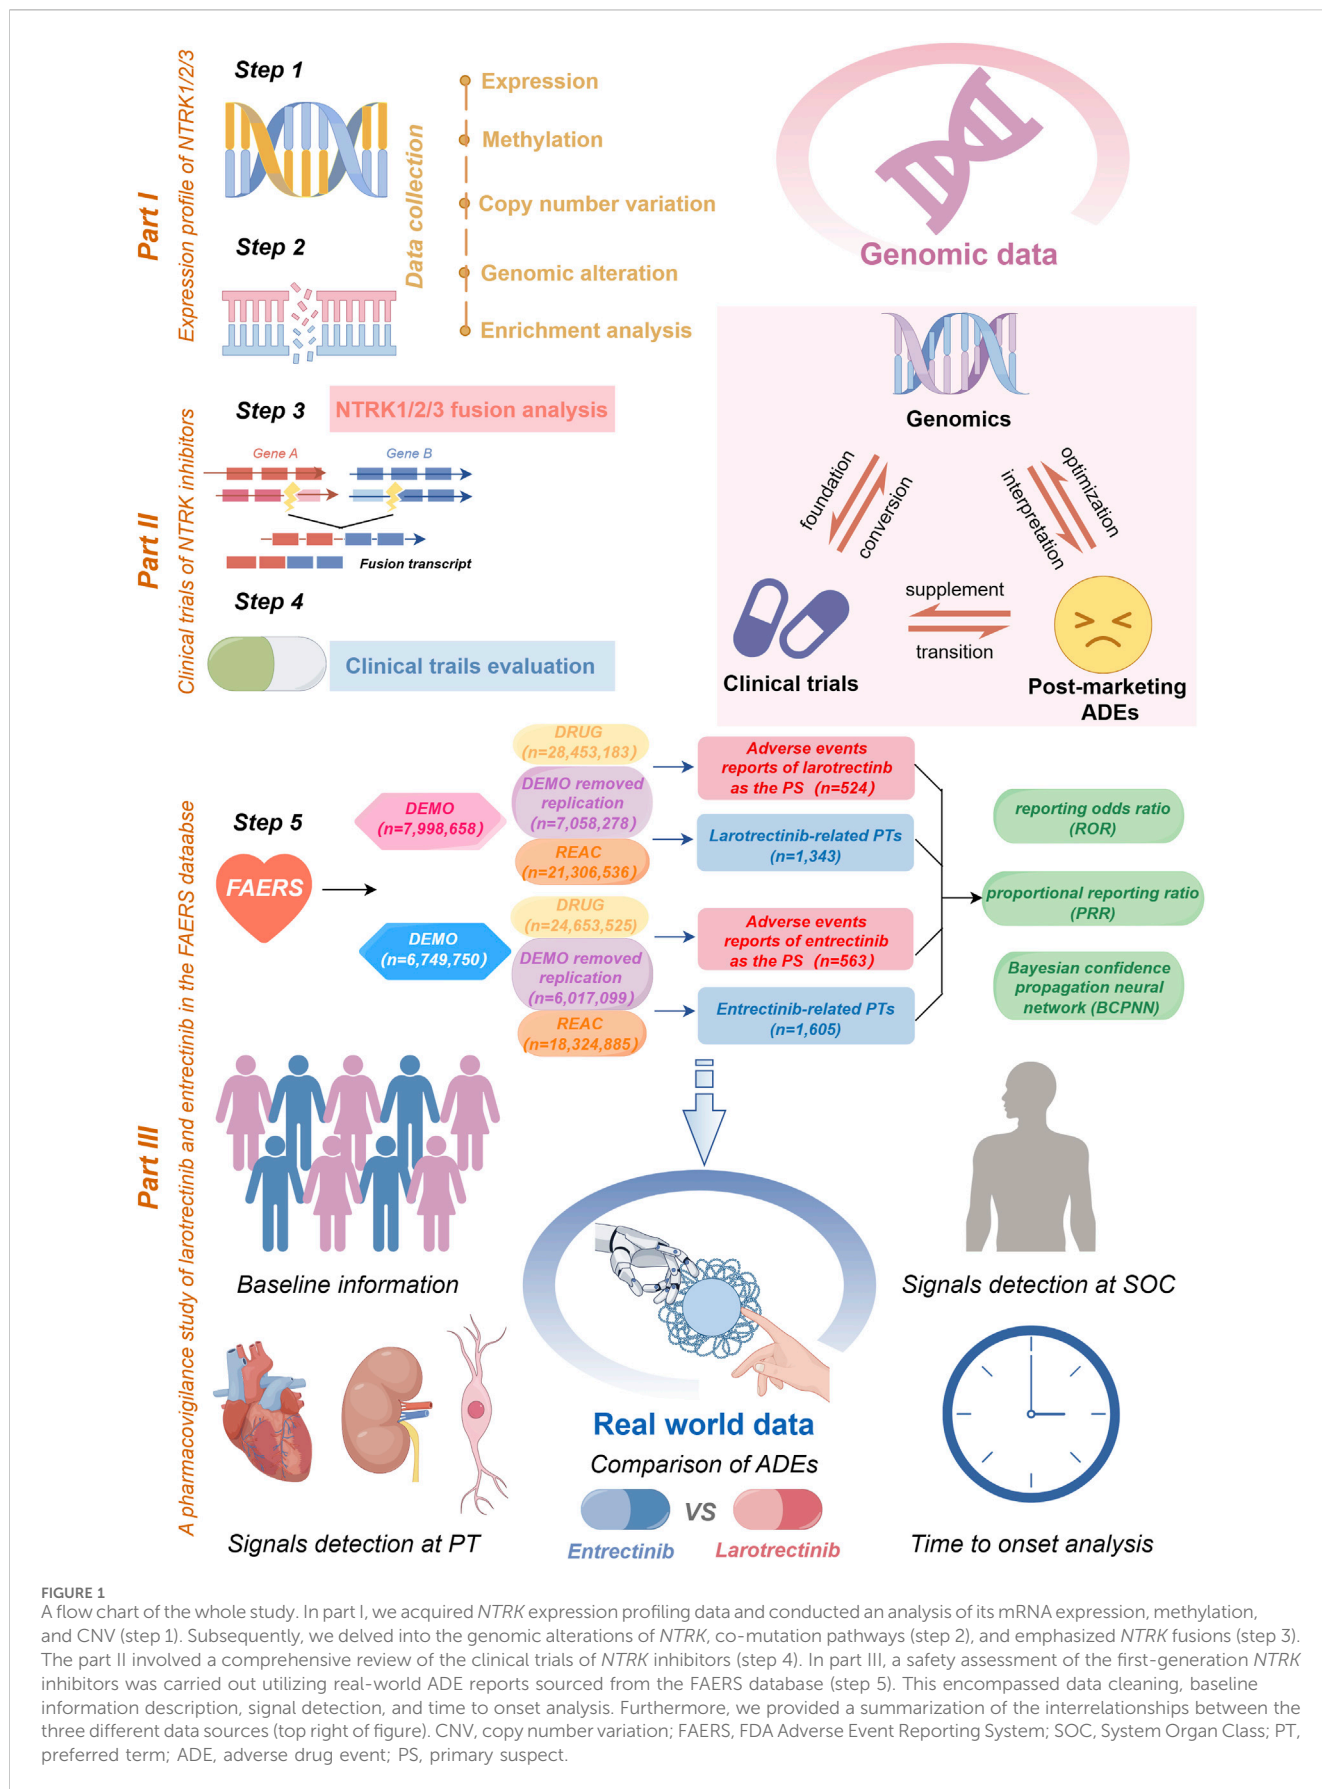 Part I
Expression profile of NTRK1/2/3
Step 1
Step 2
Data collection
Expression
Methylation
Copy number variation
Genomic alteration
Enrichment analysis
Genomic data
Part II
Clinical trials of NTRK inhibitors
Step 3
NTRK1/2/3 fusion analysis
Gene A
Gene B
Fusion transcript
Step 4
Clinical trails evaluation
Genomics
foundation
conversion
interpretation
optimization
supplement
transition
Clinical trials
Post-marketing
ADEs
Part III
A pharmacovigilance study of larotrectinib and entrectinib in the FAERS dataabse
Step 5
FAERS
DEMO
(n=7,998,658)
DRUG
(n=28,453,183)
DEMO removed
replication
(n=7,058,278)
REAC
(n=21,306,536)
Adverse events
reports of larotrectinb
as the PS (n=524)
Larotrectinib-related PTs
(n=1,343)
DEMO
(n=6,749,750)
DRUG
(n=24,653,525)
DEMO removed
replication
(n=6,017,099)
REAC
(n=18,324,885)
Adverse events
reports of entrectinib
as the PS (n=563)
Entrectinib-related PTs
(n=1,605)
reporting odds ratio
(ROR)
proportional reporting ratio
(PRR)
Bayesian confidence
propagation neural
network (BCPNN)
Baseline information
Signals detection at SOC
Signals detection at PT
Real world data
Comparison of ADEs
VS
Entrectinib
Larotrectinib
Time to onset analysis
FIGURE 1
A flow chart of the whole study. In part I, we acquired NTRK expression profiling data and conducted an analysis of its mRNA expression, methylation,
and CNV (step 1). Subsequently, we delved into the genomic alterations of NTRK, co-mutation pathways (step 2), and emphasized NTRK fusions (step 3).
The part II involved a comprehensive review of the clinical trials of NTRK inhibitors (step 4). In part III, a safety assessment of the first-generation NTRK
inhibitors was carried out utilizing real-world ADE reports sourced from the FAERS database (step 5). This encompassed data cleaning, baseline
information description, signal detection, and time to onset analysis. Furthermore, we provided a summarization of the interrelationships between the
three different data sources (top right of figure). CNV, copy number variation; FAERS, FDA Adverse Event Reporting System; SOC, System Organ Class; PT,
preferred term; ADE, adverse drug event; PS, primary suspect.